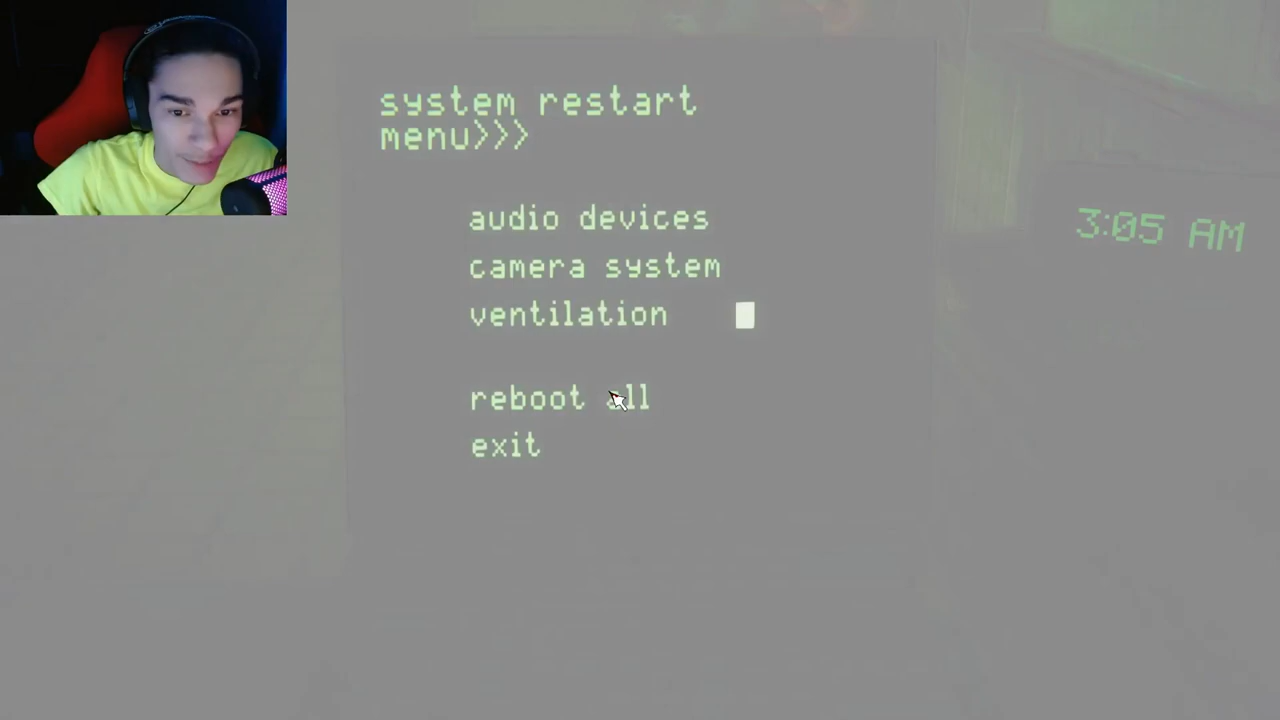 system restart
menu>>>
audio devices
camera system
ventilation
reboot all
exit
3:05 AM